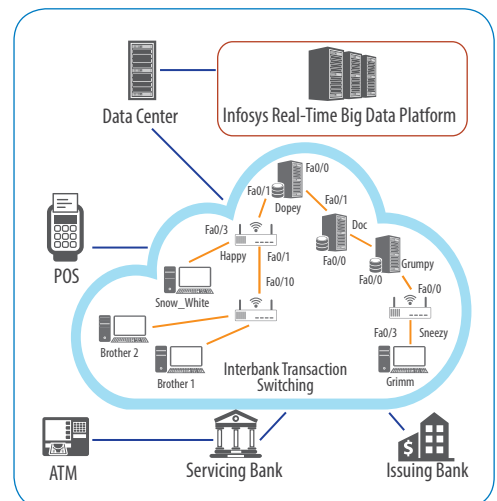 Data Center
Infosys Real-Time Big Data Platform
Fa0/0
Fa0/1
Dopey
Fa0/1
Fa0/3
Doc
Happy
Fa0/1
Fa0/0
Grumpy
Fa0/0
POS
Snow_White
Fa0/10
Fa0/0
Brother 2
Fa0/3
Sneezy
Brother 1
Interbank Transaction
Switching
Grimm
ATM
Servicing Bank
$
Issuing Bank